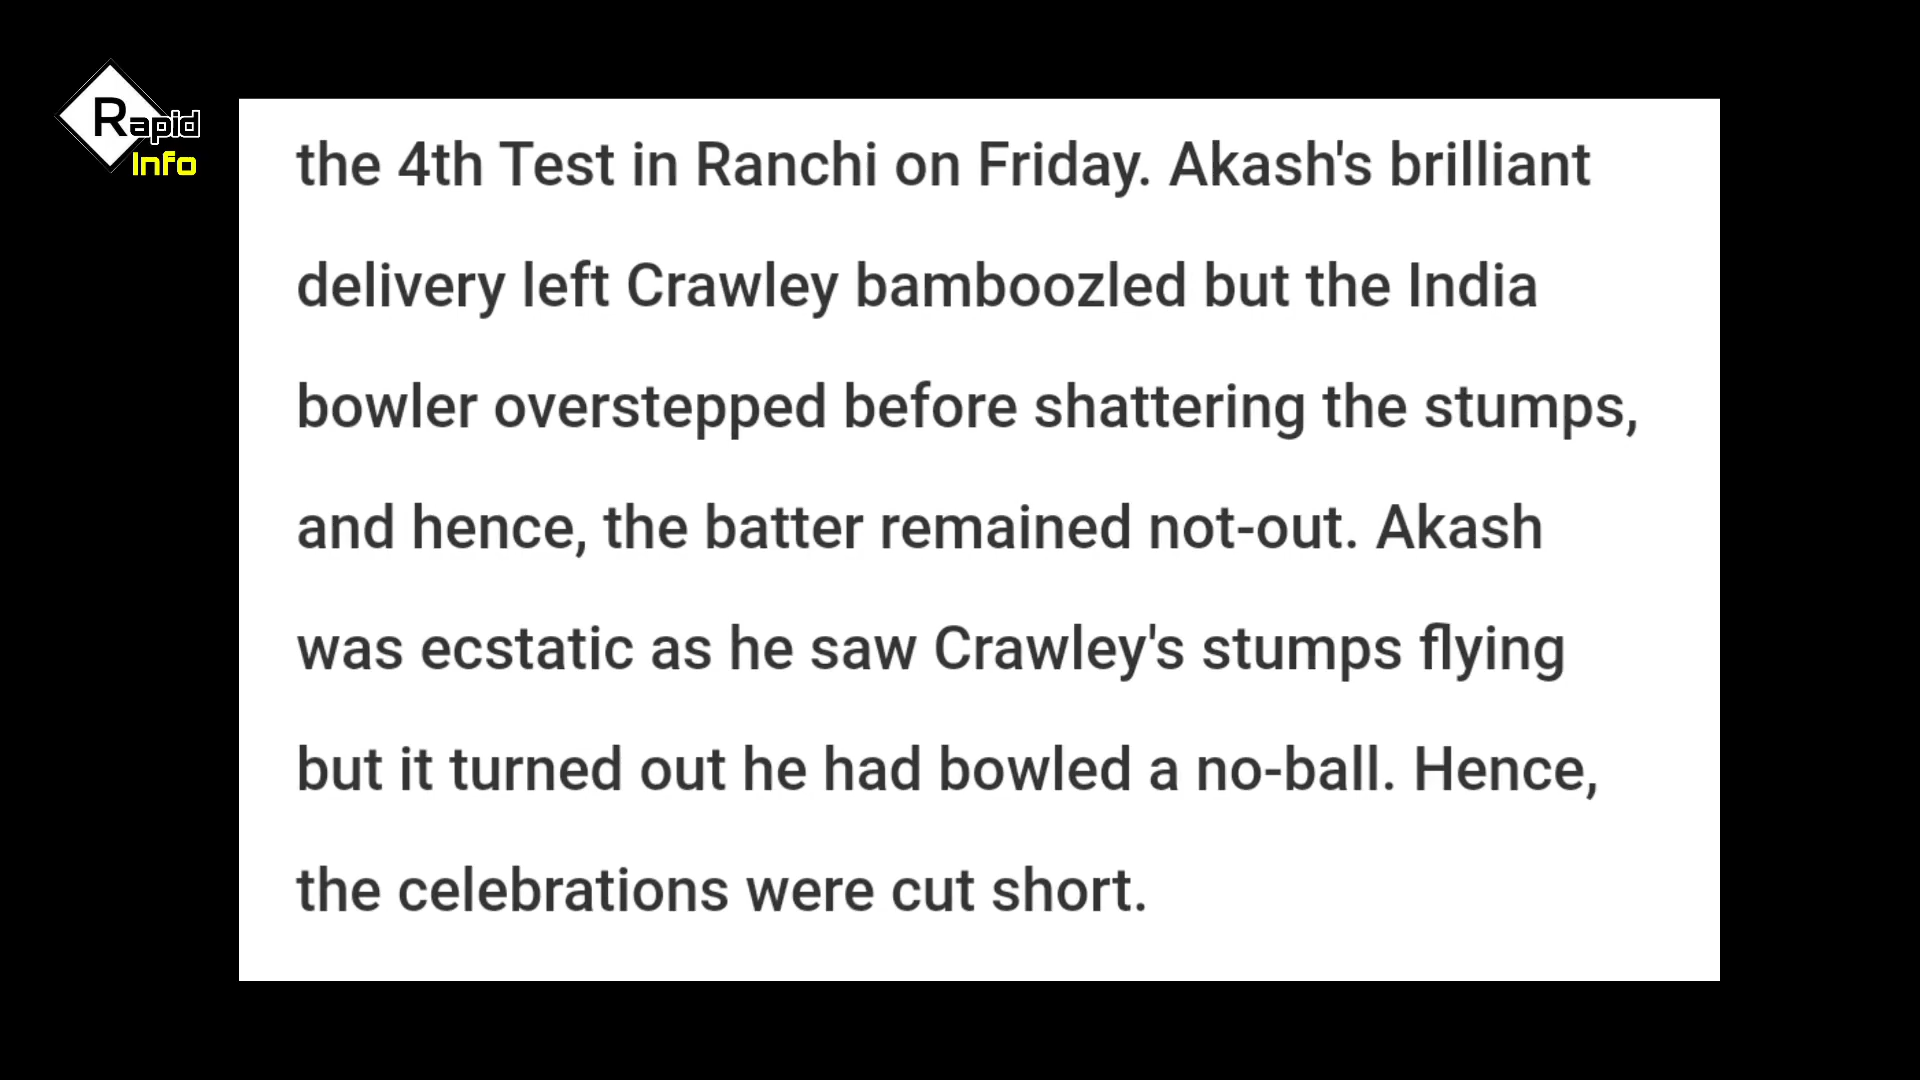 Rapid
Info
the 4th Test in Ranchi on Friday. Akash's brilliant
delivery left Crawley bamboozled but the India
bowler overstepped before shattering the stumps,
and hence, the batter remained not-out. Akash
was ecstatic as he saw Crawley's stumps flying
but it turned out he had bowled a no-ball. Hence,
the celebrations were cut short.